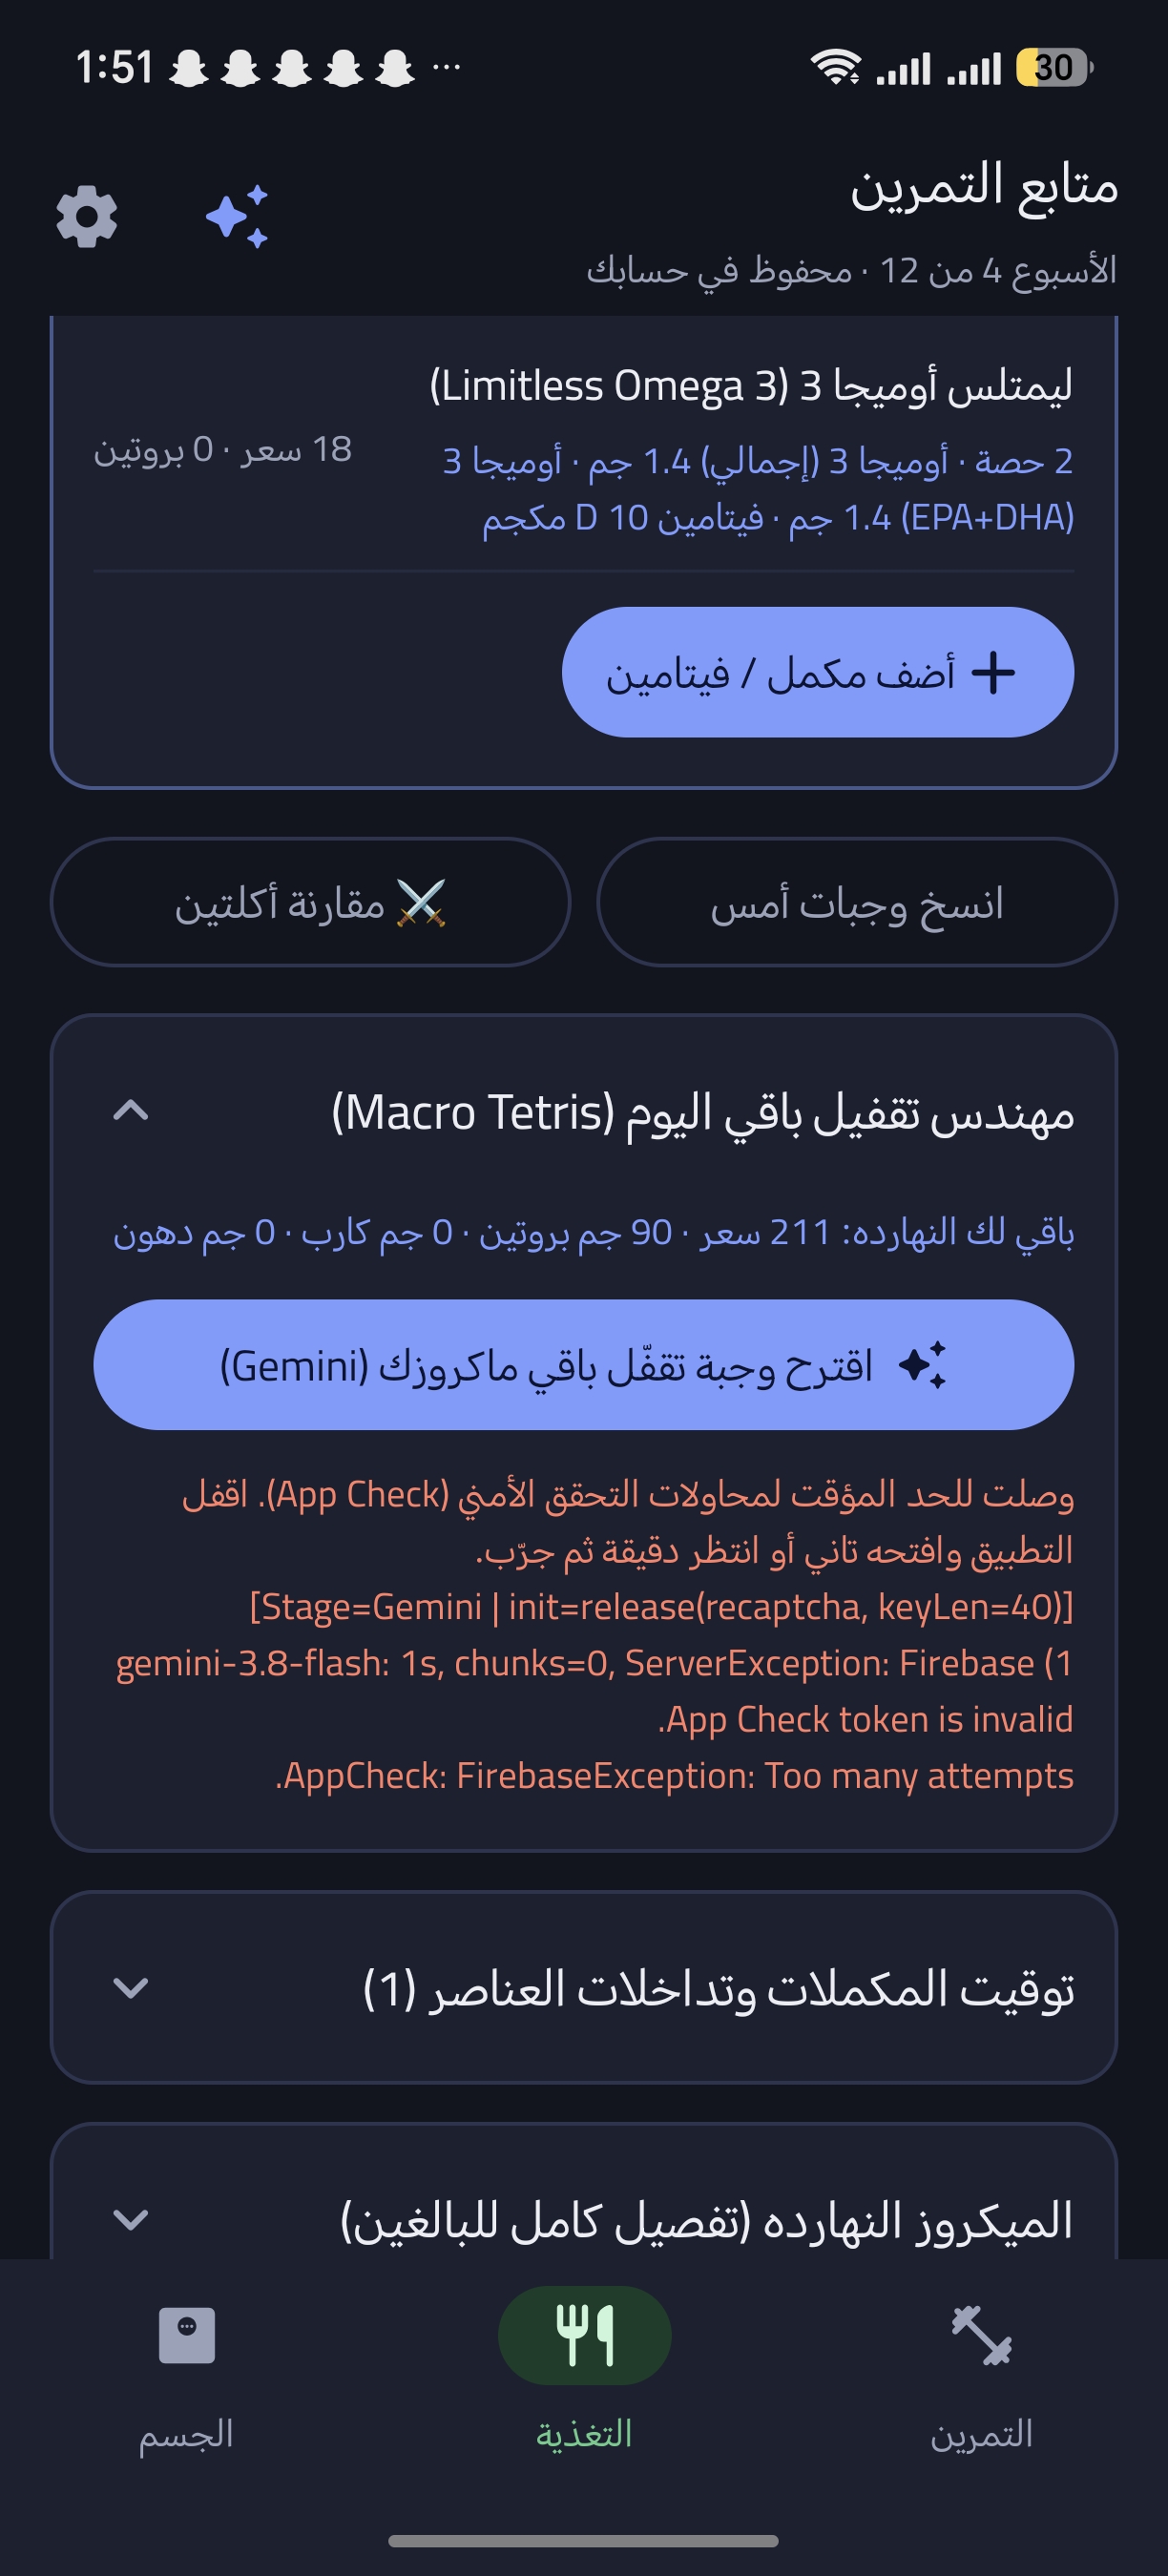 1:51
30
متابع التمرين
الأسبوع 4 من 12 · محفوظ في حسابك
ليمتلس أوميجا 3 (Limitless Omega 3)
2 حصة · أوميجا 3 (إجمالي) 1.4 جم · أوميجا 3
(EPA+DHA) 1.4 جم · فيتامين D 10 مكجم
18 سعر · 0 بروتين
أضف مكمل / فيتامين
انسخ وجبات أمس
⚔️ مقارنة أكلتين
مهندس تقفيل باقي اليوم (Macro Tetris)
باقي لك النهارده: 211 سعر · 90 جم بروتين · 0 جم كارب · 0 جم دهون
اقترح وجبة تقفّل باقي ماكروزك (Gemini)
وصلت للحد المؤقت لمحاولات التحقق الأمني (App Check). اقفل
التطبيق وافتحه تاني أو انتظر دقيقة ثم جرّب.
[Stage=Gemini | init=release(recaptcha, keyLen=40)]
1) gemini-3.8-flash: 1s, chunks=0, ServerException: Firebase
App Check token is invalid.
AppCheck: FirebaseException: Too many attempts.
توقيت المكملات وتداخلات العناصر (1)
الميكروز النهارده (تفصيل كامل للبالغين)
التمرين
التغذية
الجسم